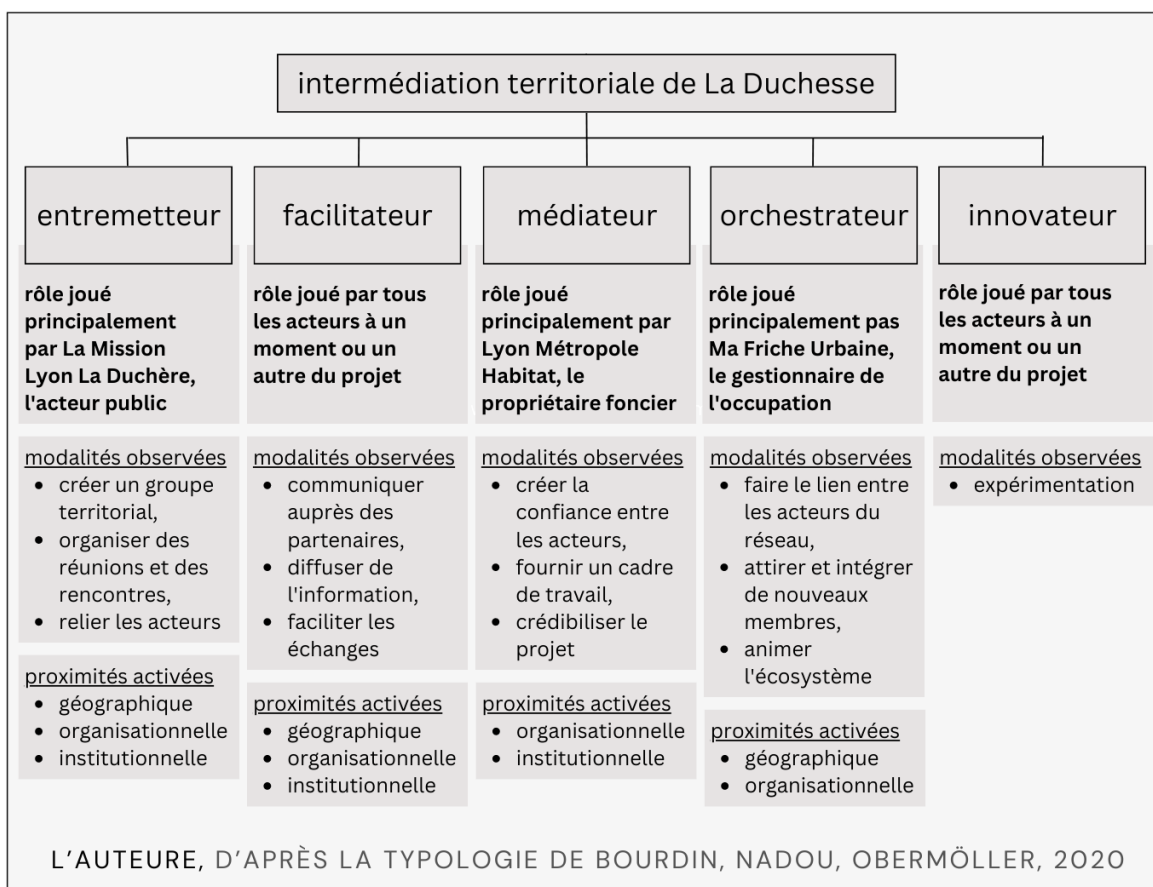 intermédiation territoriale de La Duchesse
entremetteur
rôle joué
principalement
par La Mission
Lyon La Duchère,
l'acteur public
modalités observées
• créer un groupe
territorial,
• organiser des
réunions et des
rencontres,
• relier les acteurs
proximités activées
• géographique
• organisationnelle
• institutionnelle
facilitateur
rôle joué par tous
les acteurs à un
moment ou un
autre du projet
modalités observées
• communiquer
auprès des
partenaires,
• diffuser de
l'information,
• faciliter les
échanges
proximités activées
• géographique
• organisationnelle
• institutionnelle
médiateur
rôle joué
principalement par
Lyon Métropole
Habitat, le
propriétaire foncier
modalités observées
• créer la
confiance entre
les acteurs,
• fournir un cadre
de travail,
• crédibiliser le
projet
proximités activées
• organisationnelle
• institutionnelle
orchestrateur
rôle joué
principalement pas
Ma Friche Urbaine,
le gestionnaire de
l'occupation
modalités observées
• faire le lien entre
les acteurs du
réseau,
• attirer et intégrer
de nouveaux
membres,
• animer
l'écosystème
proximités activées
• géographique
• organisationnelle
innovateur
rôle joué par tous
les acteurs à un
moment ou un
autre du projet
modalités observées
• expérimentation
L'AUTEURE, D'APRÈS LA TYPOLOGIE DE BOURDIN, NADOU, OBERMÖLLER, 2020